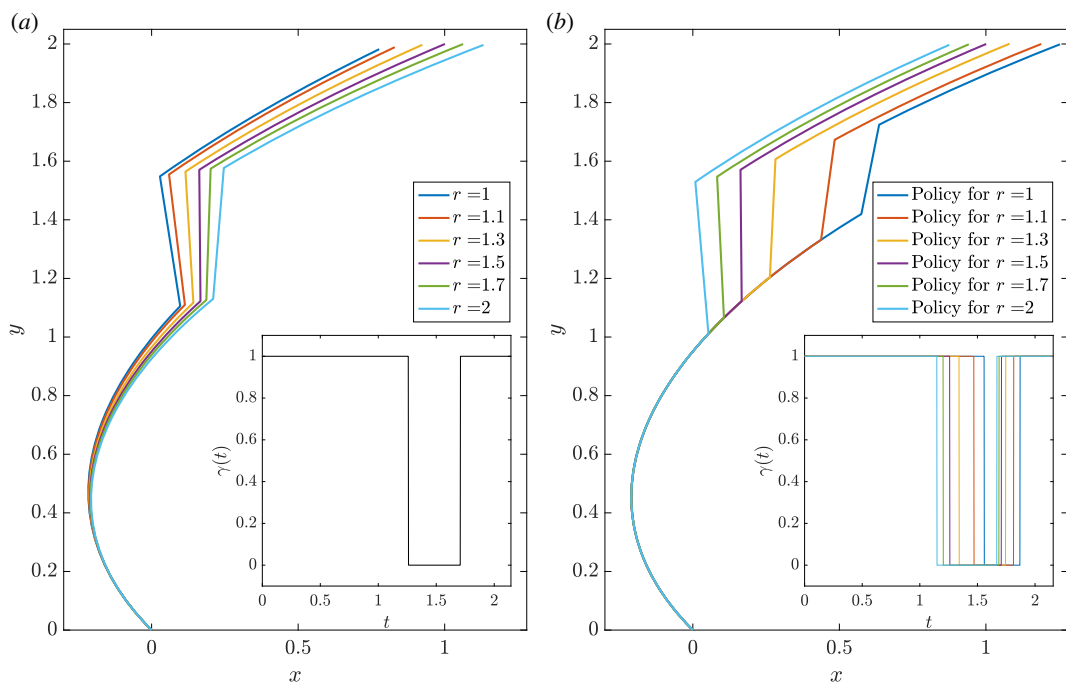 (a)
2
1.8
1.6
1.4
1.2
1
0.8
0.6
0.4
0.2
0
y
0
0.5
1
x
r =1
r =1.1
r =1.3
r =1.5
r =1.7
r =2
1
0.8
0.6
0.4
0.2
0
γ(t)
0
0.5
1
1.5
2
t
(b)
2
1.8
1.6
1.4
1.2
1
0.8
0.6
0.4
0.2
0
y
0
0.5
1
x
Policy for r =1
Policy for r =1.1
Policy for r =1.3
Policy for r =1.5
Policy for r =1.7
Policy for r =2
1
0.8
0.6
0.4
0.2
0
γ(t)
0
0.5
1
1.5
2
t